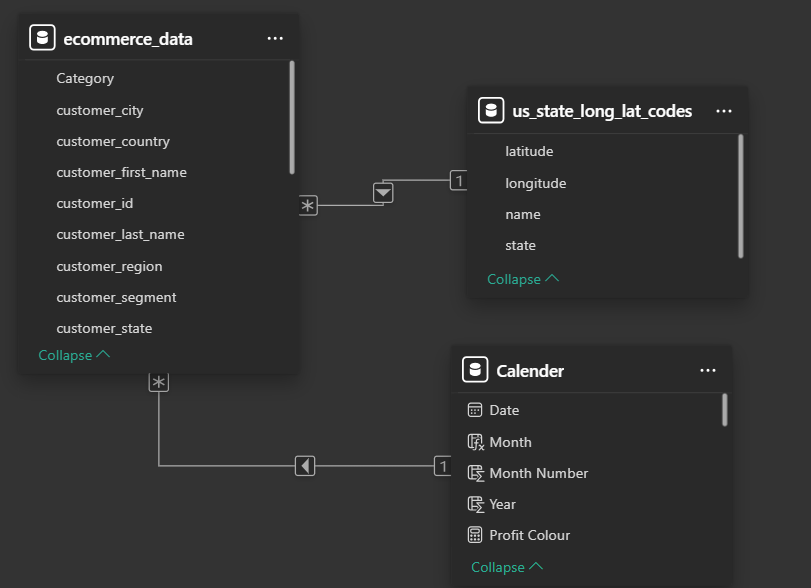 ecommerce_data
Category
customer_city
customer_country
customer_first_name
customer_id
customer_last_name
customer_region
customer_segment
customer_state
Collapse
us_state_long_lat_codes
latitude
longitude
name
state
Collapse
*
1
Calender
Date
Month
Month Number
Year
Profit Colour
Collapse
*
1